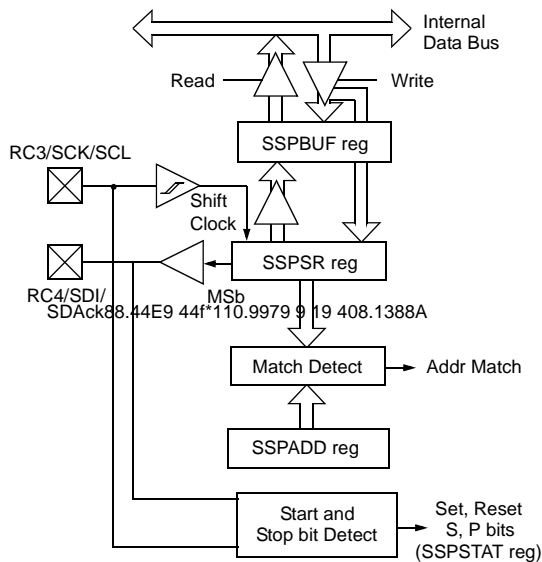 Internal
Data Bus
Read
Write
SSPBUF reg
RC3/SCK/SCL
Shift
Clock
SSPSR reg
RC4/SDI/
MSb
SDAck88.44E9 44f*110.9979 9 19 408.1388A
Match Detect
Addr Match
SSPADD reg
Start and
Stop bit Detect
Set, Reset
S, P bits
(SSPSTAT reg)